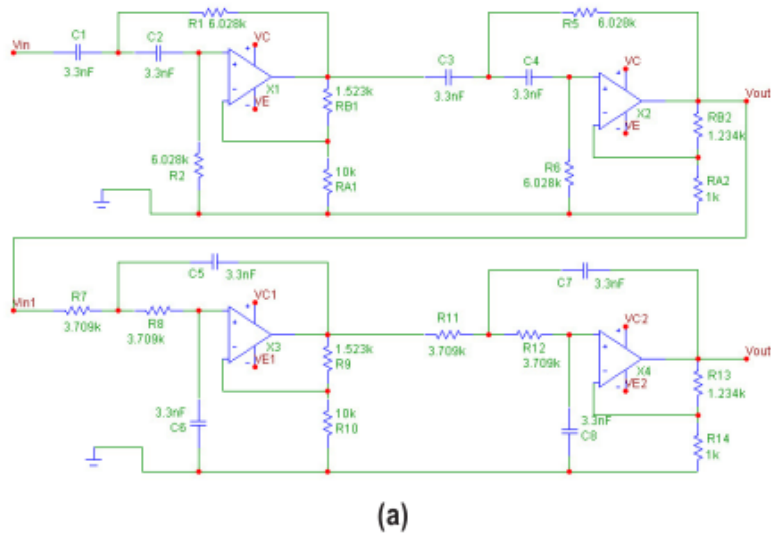 R1 6.028k
R5 6.028k
Vin
C1
3.3nF
C2
3.3nF
VC
X1
VE
1.523k
RB1
C3
3.3nF
C4
3.3nF
VC
X2
VE
Vout
RB2
1.234k
6.028k
R2
10k
RA1
R6
6.028k
RA2
1k
C5 3.3nF
C7 3.3nF
Vin1
R7
3.709k
R8
3.709k
VC1
X3
VE1
1.523k
R9
R11
3.709k
R12
3.709k
VC2
X4
VE2
Vout
R13
1.234k
3.3nF
C6
10k
R10
3.3nF
C8
R14
1k
(a)